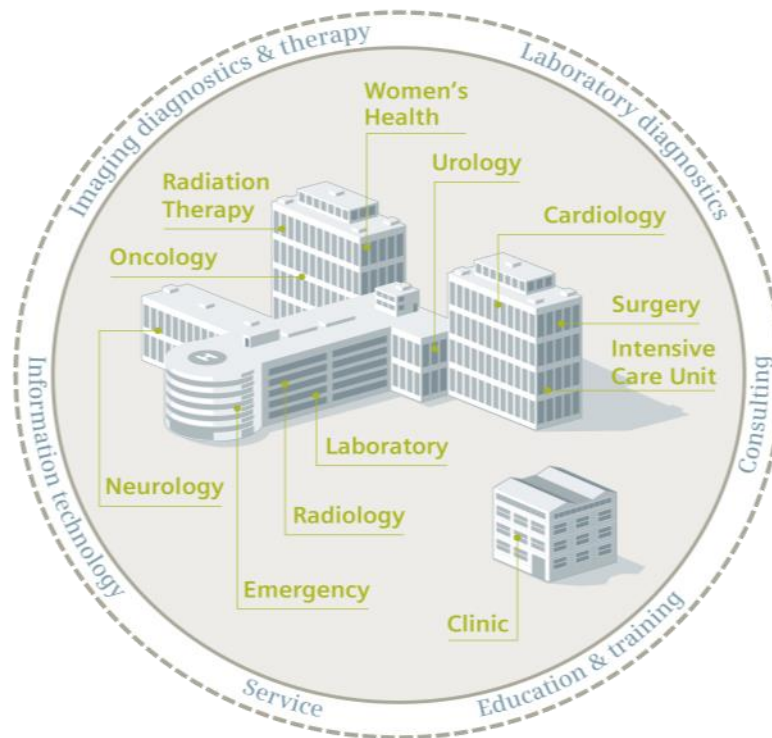 Imaging diagnostics & therapy
Laboratory diagnostics
Women's
Health
Urology
Radiation
Therapy
Cardiology
Oncology
Surgery
Intensive
Care Unit
Information technology
Consulting
Laboratory
Neurology
Radiology
Emergency
Clinic
Service
Education & training
H